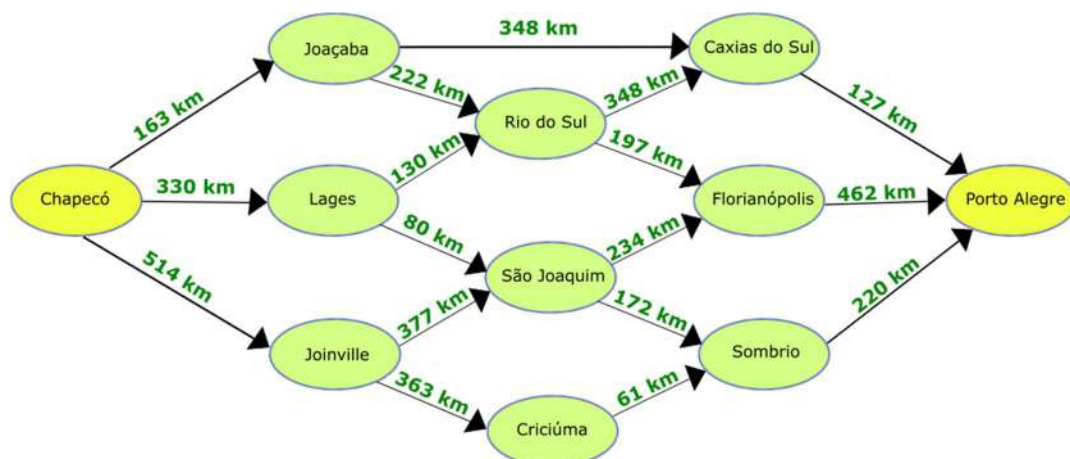 348 km
Joaçaba
Caxias do Sul
222 km
348 km
163 km
127 km
Rio do Sul
130 km
197 km
Chapecó
330 km
Lages
Florianópolis
462 km
Porto Alegre
80 km
234 km
514 km
São Joaquim
377 km
172 km
220 km
Joinville
Sombrio
363 km
61 km
Criciúma